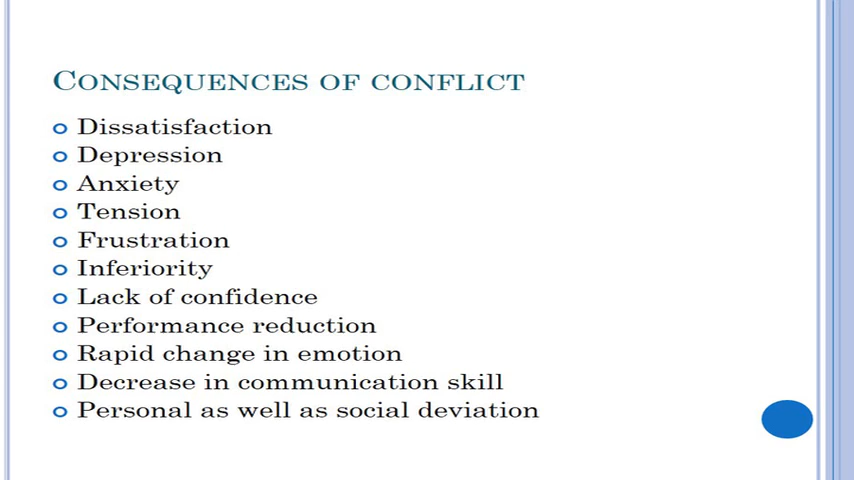 Consequences of conflict
Dissatisfaction
Depression
Anxiety
Tension
Frustration
Inferiority
Lack of confidence
Performance reduction
Rapid change in emotion
Decrease in communication skill
Personal as well as social deviation